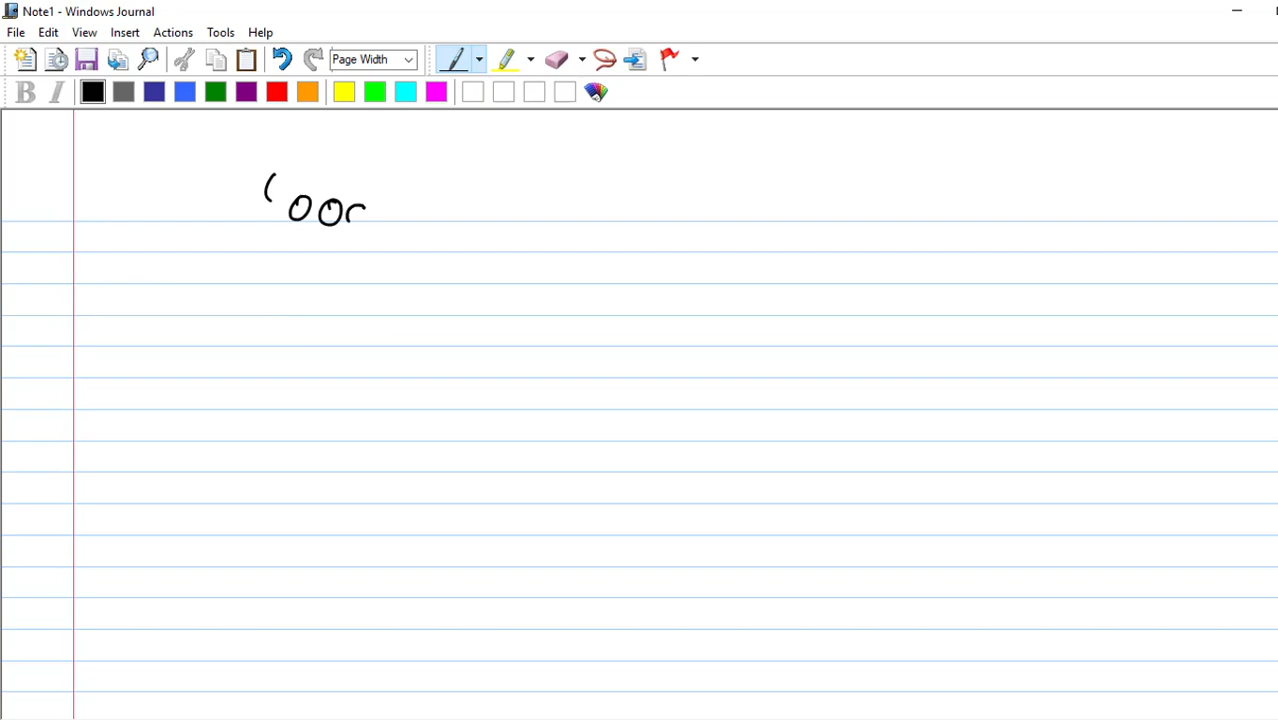 Note1 - Windows Journal
File Edit View Insert Actions Tools Help
Page Width
B I
Coor